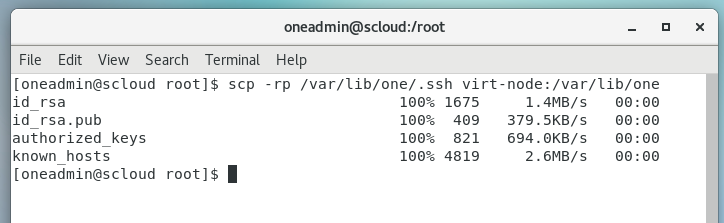 oneadmin@scloud:/root
File Edit View Search Terminal Help
[oneadmin@scloud root]$ scp -rp /var/lib/one/.ssh virt-node:/var/lib/one
id_rsa 100% 1675 1.4MB/s 00:00
id_rsa.pub 100% 409 379.5KB/s 00:00
authorized_keys 100% 821 694.0KB/s 00:00
known_hosts 100% 4819 2.6MB/s 00:00
[oneadmin@scloud root]$